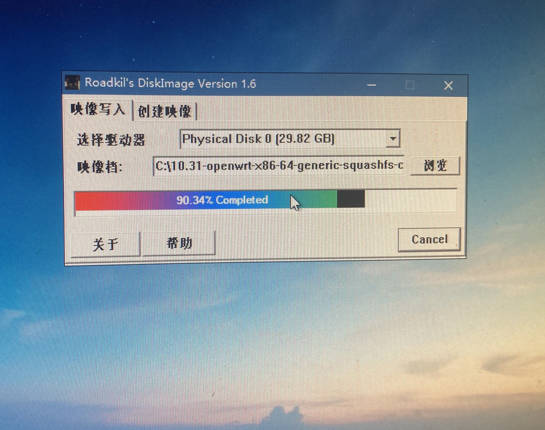 Roadkil's DiskImage Version 1.6
映像写入 创建映像
选择驱动器 Physical Disk 0 (29.82 GB)
映像档: C:\10.31-openwrt-x86-64-generic-squashfs-c 浏览
90.34% Completed
关于 帮助 Cancel